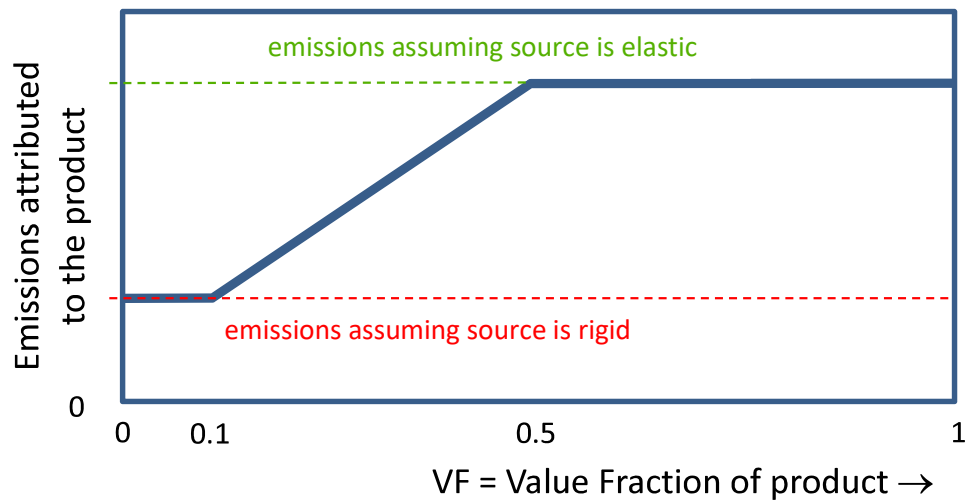 emissions assuming source is elastic
Emissions attributed
to the product
emissions assuming source is rigid
0
0
0.1
0.5
1
VF = Value Fraction of product →